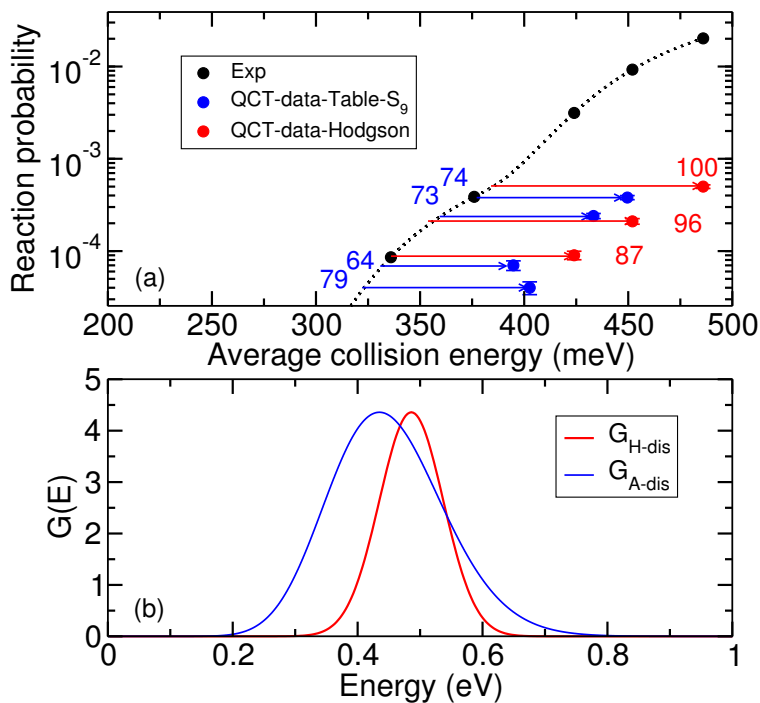 Reaction probability
10⁻²
10⁻³
10⁻⁴
Exp
QCT-data-Table-S₉
QCT-data-Hodgson
100
74
73
96
64
87
79
(a)
200 250 300 350 400 450 500
Average collision energy (meV)
G(E)
5
4
3
2
1
0
G_H-dis
G_A-dis
(b)
0 0.2 0.4 0.6 0.8 1
Energy (eV)